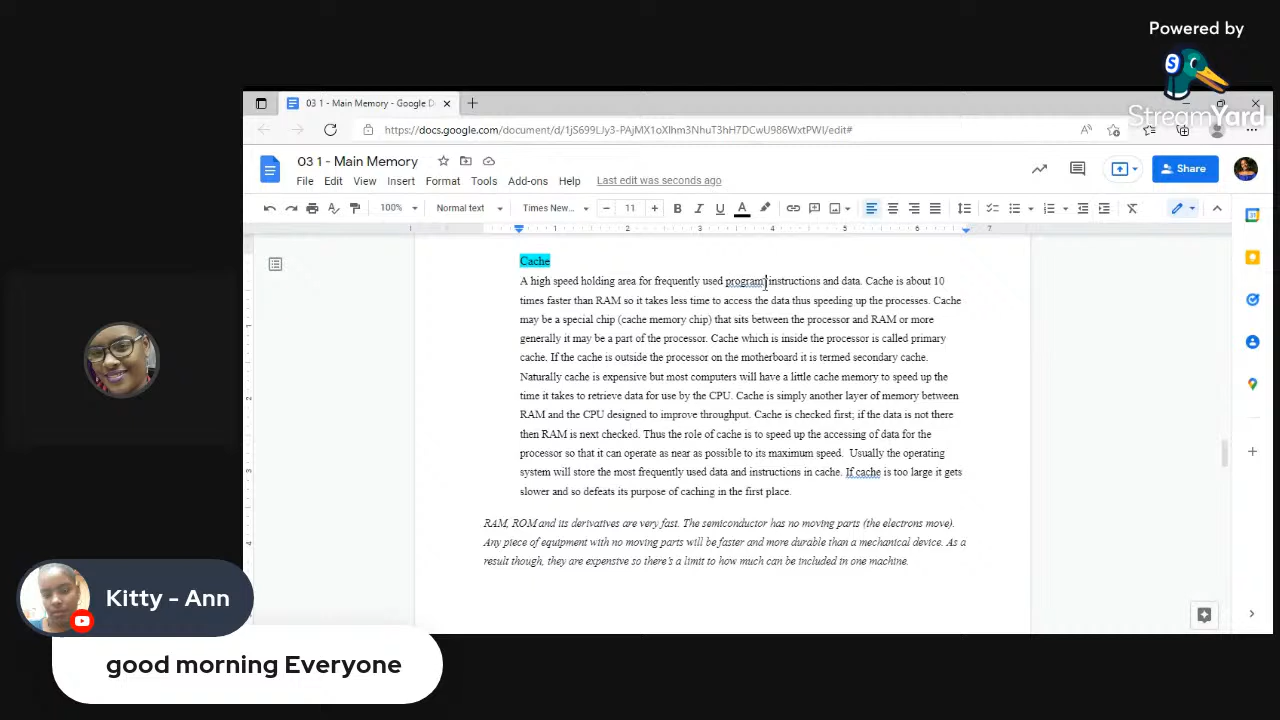 Powered by
StreamYard
03 1 - Main Memory - Google D
https://docs.google.com/document/d/1jS699LJy3-PAjMX1oXlhm3NhuT3hH7DCwU986WxtPWI/edit#
03 1 - Main Memory
Share
File Edit View Insert Format Tools Add-ons Help Last edit was seconds ago
100% Normal text Times New... 11 B I U A
1 1 2 3 4 5 6 7
Cache
A high speed holding area for frequently used program instructions and data. Cache is about 10
times faster than RAM so it takes less time to access the data thus speeding up the processes. Cache
may be a special chip (cache memory chip) that sits between the processor and RAM or more
generally it may be a part of the processor. Cache which is inside the processor is called primary
cache. If the cache is outside the processor on the motherboard it is termed secondary cache.
Naturally cache is expensive but most computers will have a little cache memory to speed up the
time it takes to retrieve data for use by the CPU. Cache is simply another layer of memory between
RAM and the CPU designed to improve throughput. Cache is checked first; if the data is not there
then RAM is next checked. Thus the role of cache is to speed up the accessing of data for the
processor so that it can operate as near as possible to its maximum speed. Usually the operating
system will store the most frequently used data and instructions in cache. If cache is too large it gets
slower and so defeats its purpose of caching in the first place.
RAM, ROM and its derivatives are very fast. The semiconductor has no moving parts (the electrons move).
Any piece of equipment with no moving parts will be faster and more durable than a mechanical device. As a
result though, they are expensive so there's a limit to how much can be included in one machine.
Kitty - Ann
good morning Everyone